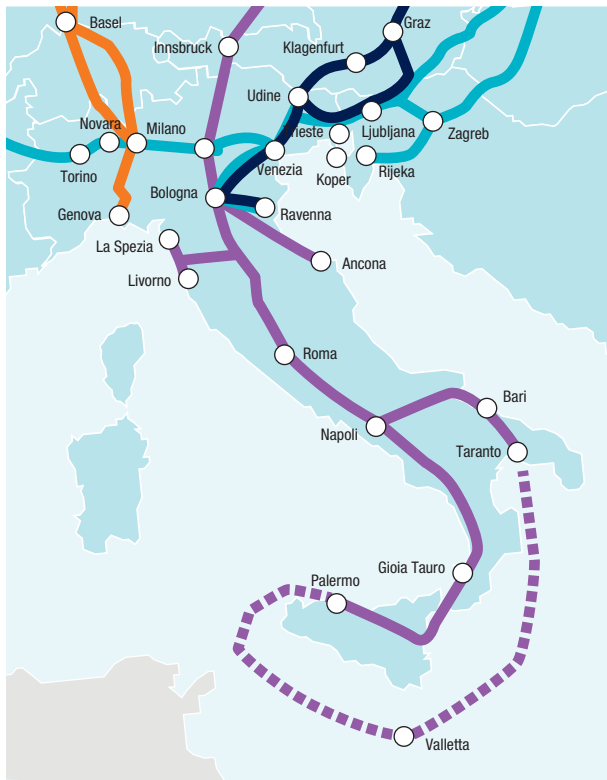 Basel
Innsbruck
Graz
Klagenfurt
Udine
Novara
Milano
Trieste
Ljubljana
Zagreb
Torino
Venezia
Koper
Rijeka
Bologna
Genova
Ravenna
La Spezia
Ancona
Livorno
Roma
Bari
Napoli
Taranto
Gioia Tauro
Palermo
Valletta